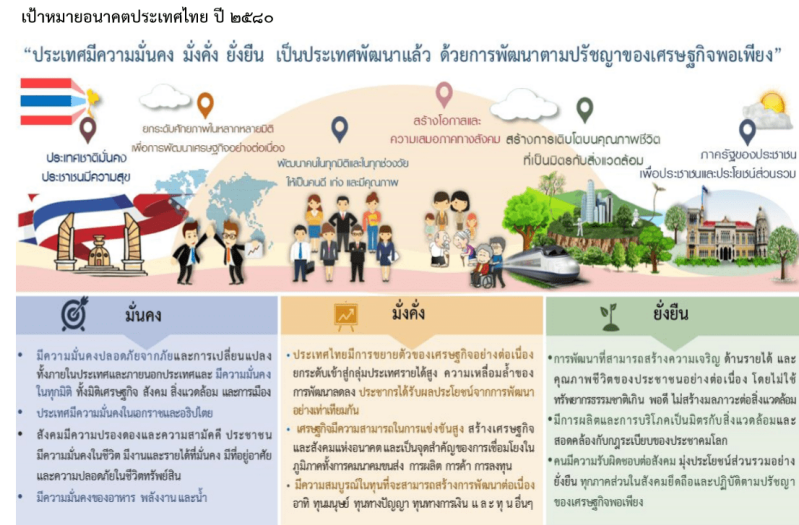 เป้าหมายอนาคตประเทศไทย ปี ๒๕๘๐
“ประเทศมีความมั่นคง มั่งคั่ง ยั่งยืน เป็นประเทศพัฒนาแล้ว ด้วยการพัฒนาตามปรัชญาของเศรษฐกิจพอเพียง”
ประเทศชาติมั่นคง
ประชาชนมีความสุข
ยกระดับศักยภาพในหลากหลายมิติ
เพื่อการพัฒนาเศรษฐกิจอย่างต่อเนื่อง
พัฒนาคนในทุกมิติและในทุกช่วงวัย
ให้เป็นคนดี เก่ง และมีคุณภาพ
สร้างโอกาสและ
ความเสมอภาคทางสังคม
สร้างการเติบโตบนคุณภาพชีวิต
ที่เป็นมิตรกับสิ่งแวดล้อม
ภาครัฐของประชาชน
เพื่อประชาชนและประโยชน์ส่วนรวม
มั่นคง
• มีความมั่นคงปลอดภัยจากภัยและการเปลี่ยนแปลง
ทั้งภายในประเทศและภายนอกประเทศและ มีความมั่นคง
ในทุกมิติ ทั้งมิติเศรษฐกิจ สังคม สิ่งแวดล้อม และการเมือง
• ประเทศมีความมั่นคงในเอกราชและอธิปไตย
• สังคมมีความปรองดองและความสามัคคี ประชาชน
มีความมั่นคงในชีวิต มีงานและรายได้ที่มั่นคง มีที่อยู่อาศัย
และความปลอดภัยในชีวิตทรัพย์สิน
• มีความมั่นคงของอาหาร พลังงาน และน้ำ
มั่งคั่ง
• ประเทศไทยมีการขยายตัวของเศรษฐกิจอย่างต่อเนื่อง
ยกระดับเข้าสู่กลุ่มประเทศรายได้สูง ความเหลื่อมล้ำของ
การพัฒนาลดลง ประชากรได้รับผลประโยชน์จากการพัฒนา
อย่างเท่าเทียมกัน
• เศรษฐกิจมีความสามารถในการแข่งขันสูง สร้างเศรษฐกิจ
และสังคมแห่งอนาคต และเป็นจุดสำคัญของการเชื่อมโยงใน
ภูมิภาคทั้งการคมนาคมขนส่ง การผลิต การค้า การลงทุน
• มีความสมบูรณ์ในทุนที่จะสามารถสร้างการพัฒนาต่อเนื่อง
อาทิ ทุนมนุษย์ ทุนทางปัญญา ทุนทางการเงิน และทุนอื่นๆ
ยั่งยืน
•การพัฒนาที่สามารถสร้างความเจริญ ด้านรายได้ และ
คุณภาพชีวิตของประชาชนอย่างต่อเนื่อง โดยไม่ใช้
ทรัพยากรธรรมชาติเกิน พอดี ไม่สร้างมลภาวะต่อสิ่งแวดล้อม
•มีการผลิตและการบริโภคเป็นมิตรกับสิ่งแวดล้อมและ
สอดคล้องกับกฎระเบียบของประชาคมโลก
•คนมีความรับผิดชอบต่อสังคม มุ่งประโยชน์ส่วนรวมอย่าง
ยั่งยืน ทุกภาคส่วนในสังคมยึดถือและปฏิบัติตามปรัชญา
ของเศรษฐกิจพอเพียง